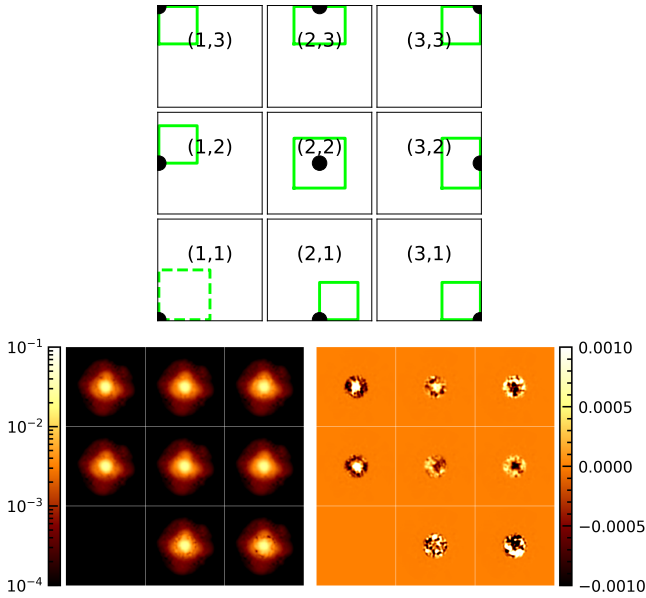 (1,3) (2,3) (3,3)
(1,2) (2,2) (3,2)
(1,1) (2,1) (3,1)
10⁻¹ 0.0010
0.0005
10⁻² 0.0000
10⁻³ −0.0005
10⁻⁴ −0.0010